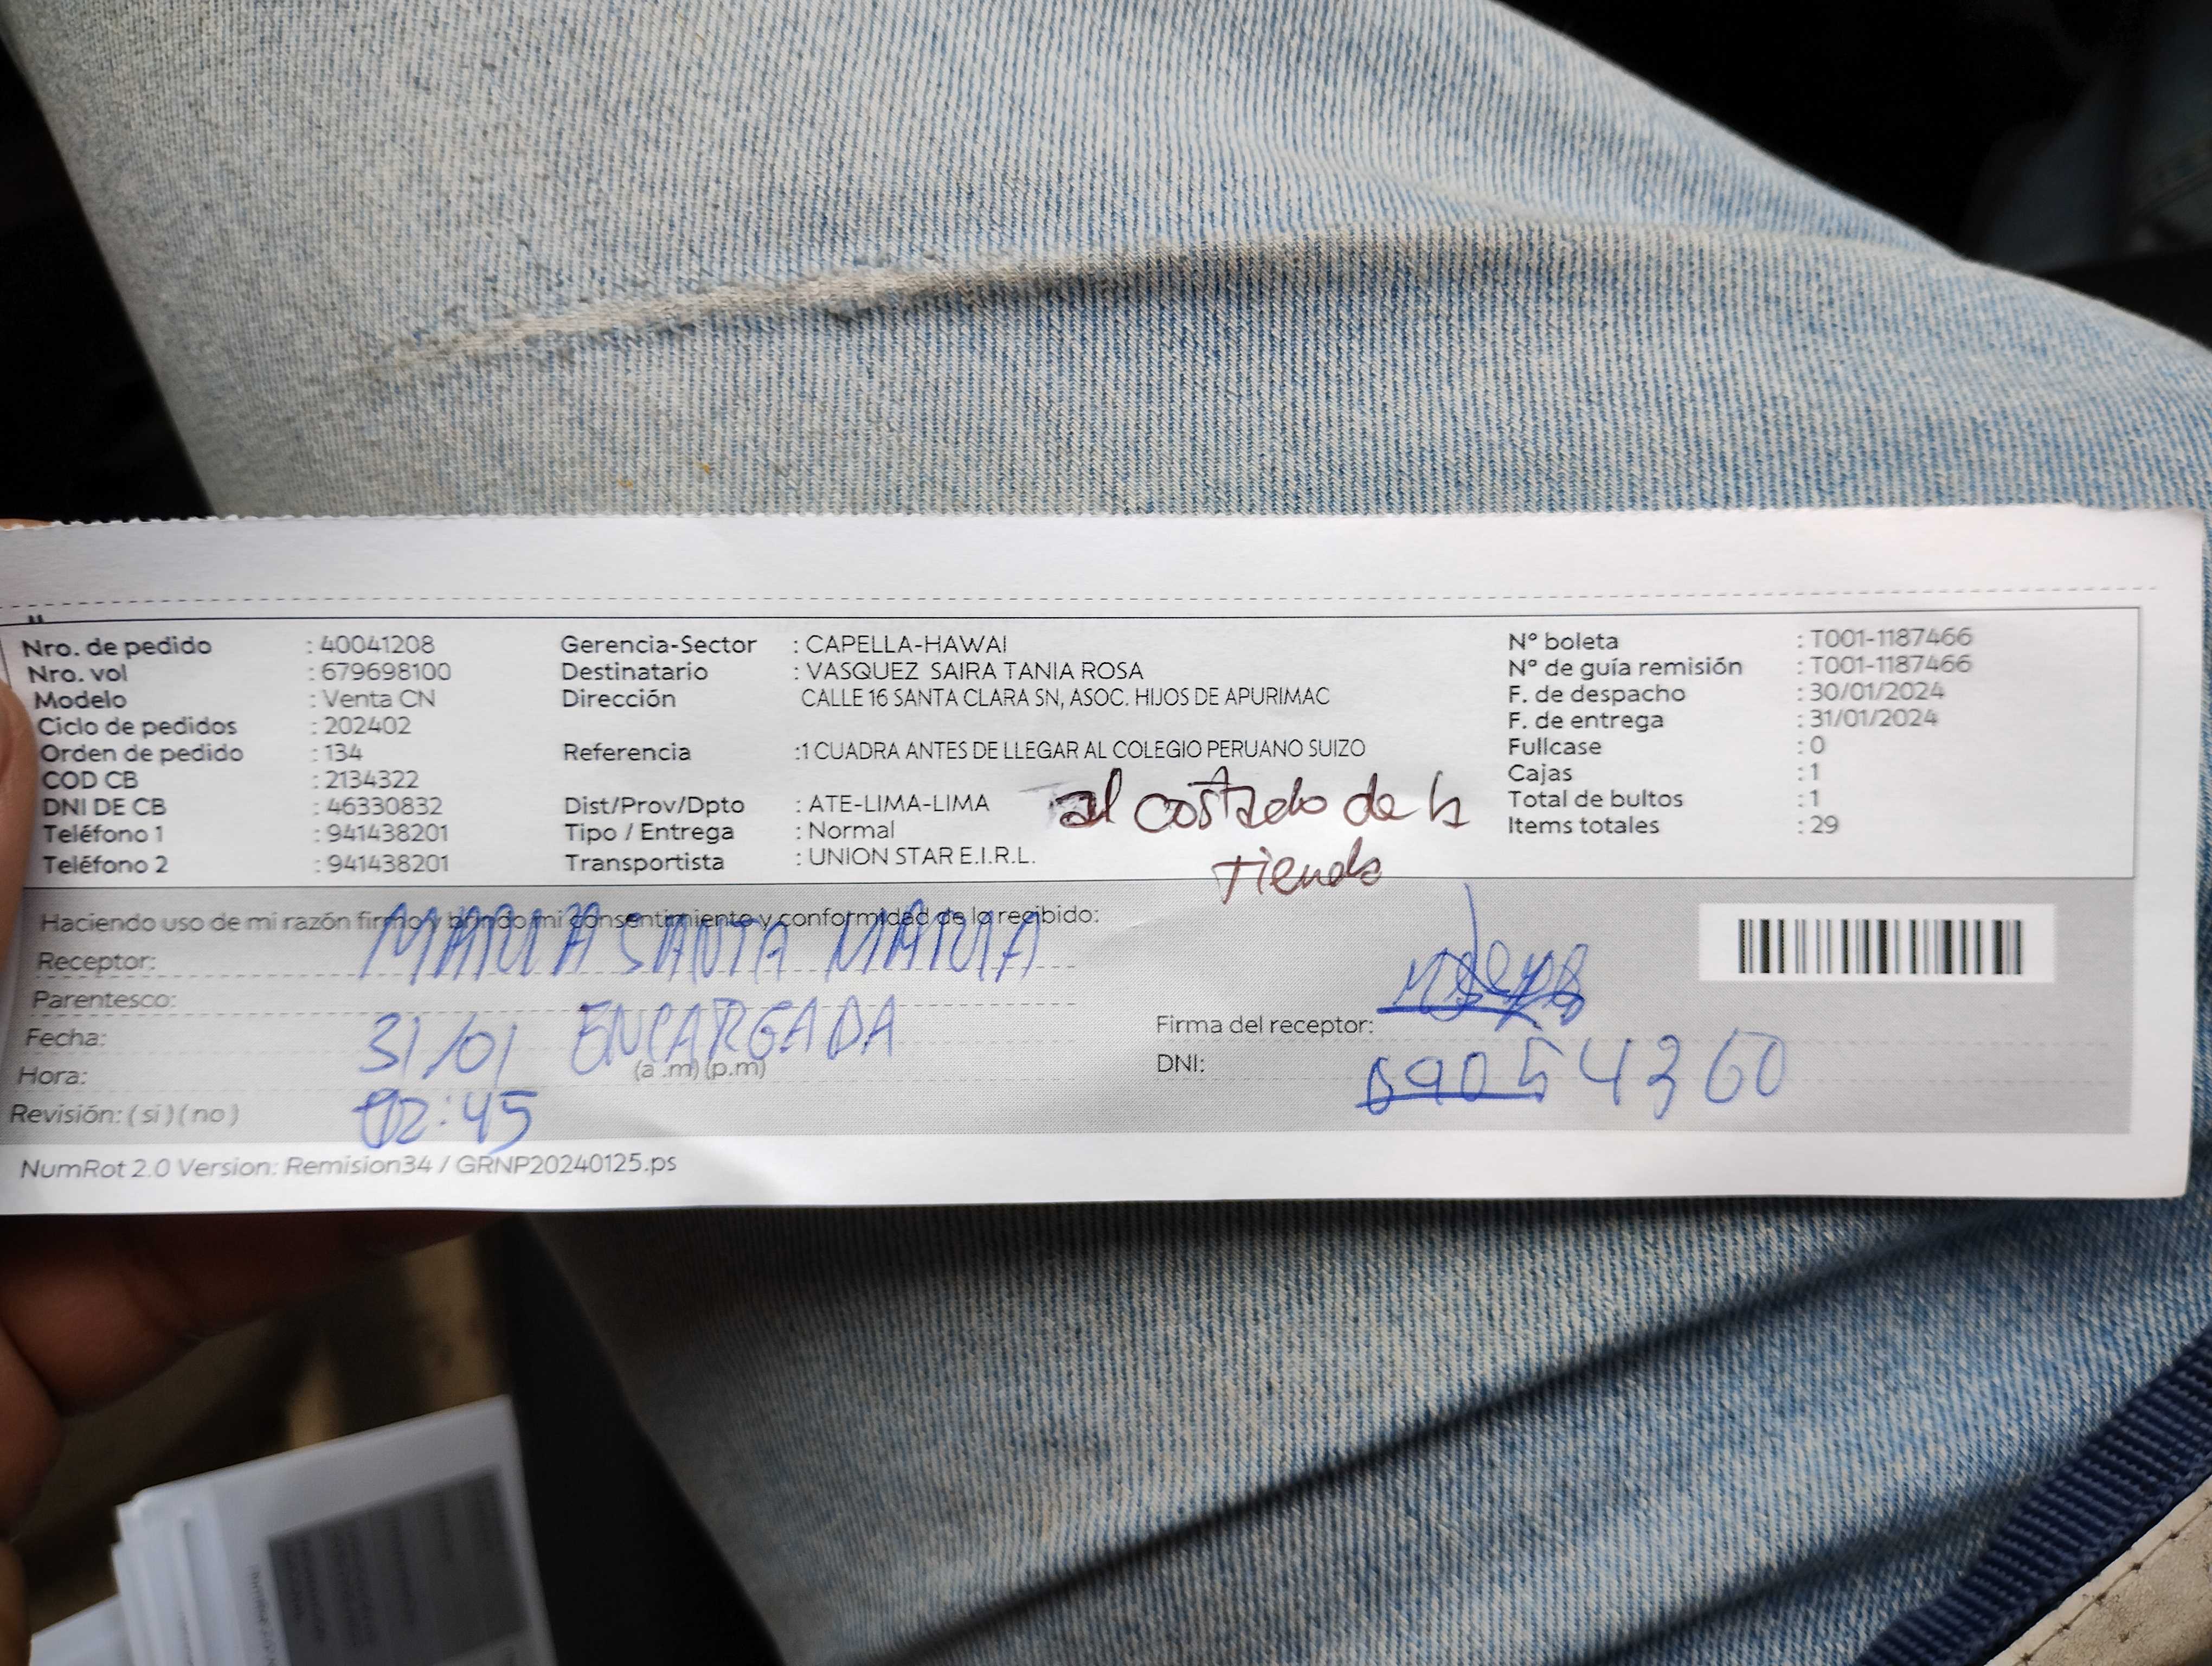 Nro. de pedido : 40041208
Nro. vol : 679698100
Modelo : Venta CN
Ciclo de pedidos : 202402
Orden de pedido : 134
COD CB : 2134322
DNI DE CB : 46330832
Teléfono 1 : 941438201
Teléfono 2 : 941438201
Gerencia-Sector : CAPELLA-HAWAI
Destinatario : VASQUEZ SAIRA TANIA ROSA
Dirección CALLE 16 SANTA CLARA SN, ASOC. HIJOS DE APURIMAC
Referencia :1 CUADRA ANTES DE LLEGAR AL COLEGIO PERUANO SUIZO
Dist/Prov/Dpto : ATE-LIMA-LIMA
Tipo / Entrega : Normal
Transportista : UNION STAR E.I.R.L.
al costado de la
tienda
N° boleta : T001-1187466
N° de guía remisión : T001-1187466
F. de despacho : 30/01/2024
F. de entrega : 31/01/2024
Fullcase : 0
Cajas : 1
Total de bultos : 1
Items totales : 29
Haciendo uso de mi razón firmo y brindo mi consentimiento y conformidad de lo recibido:
Receptor: MARIA SANTA MARIA
Parentesco: ENCARGADA
Fecha: 31/01
Hora: 02:45 (a .m) (p.m)
Revisión: ( si ) ( no )
Firma del receptor:
DNI: 09054360
NumRot 2.0 Version: Remision34 / GRNP20240125.ps